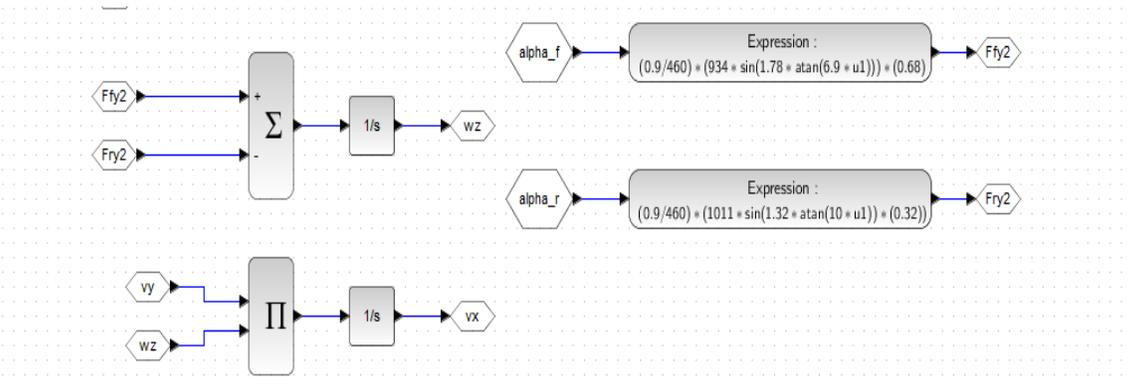 alpha_f
Expression :
(0.9/460) * (934 * sin(1.78 * atan(6.9 * u1))) * (0.68)
Ffy2
Ffy2
+
Σ
1/s
wz
Fry2
-
alpha_r
Expression :
(0.9/460) * (1011 * sin(1.32 * atan(10 * u1)) * (0.32))
Fry2
vy
∏
1/s
vx
wz